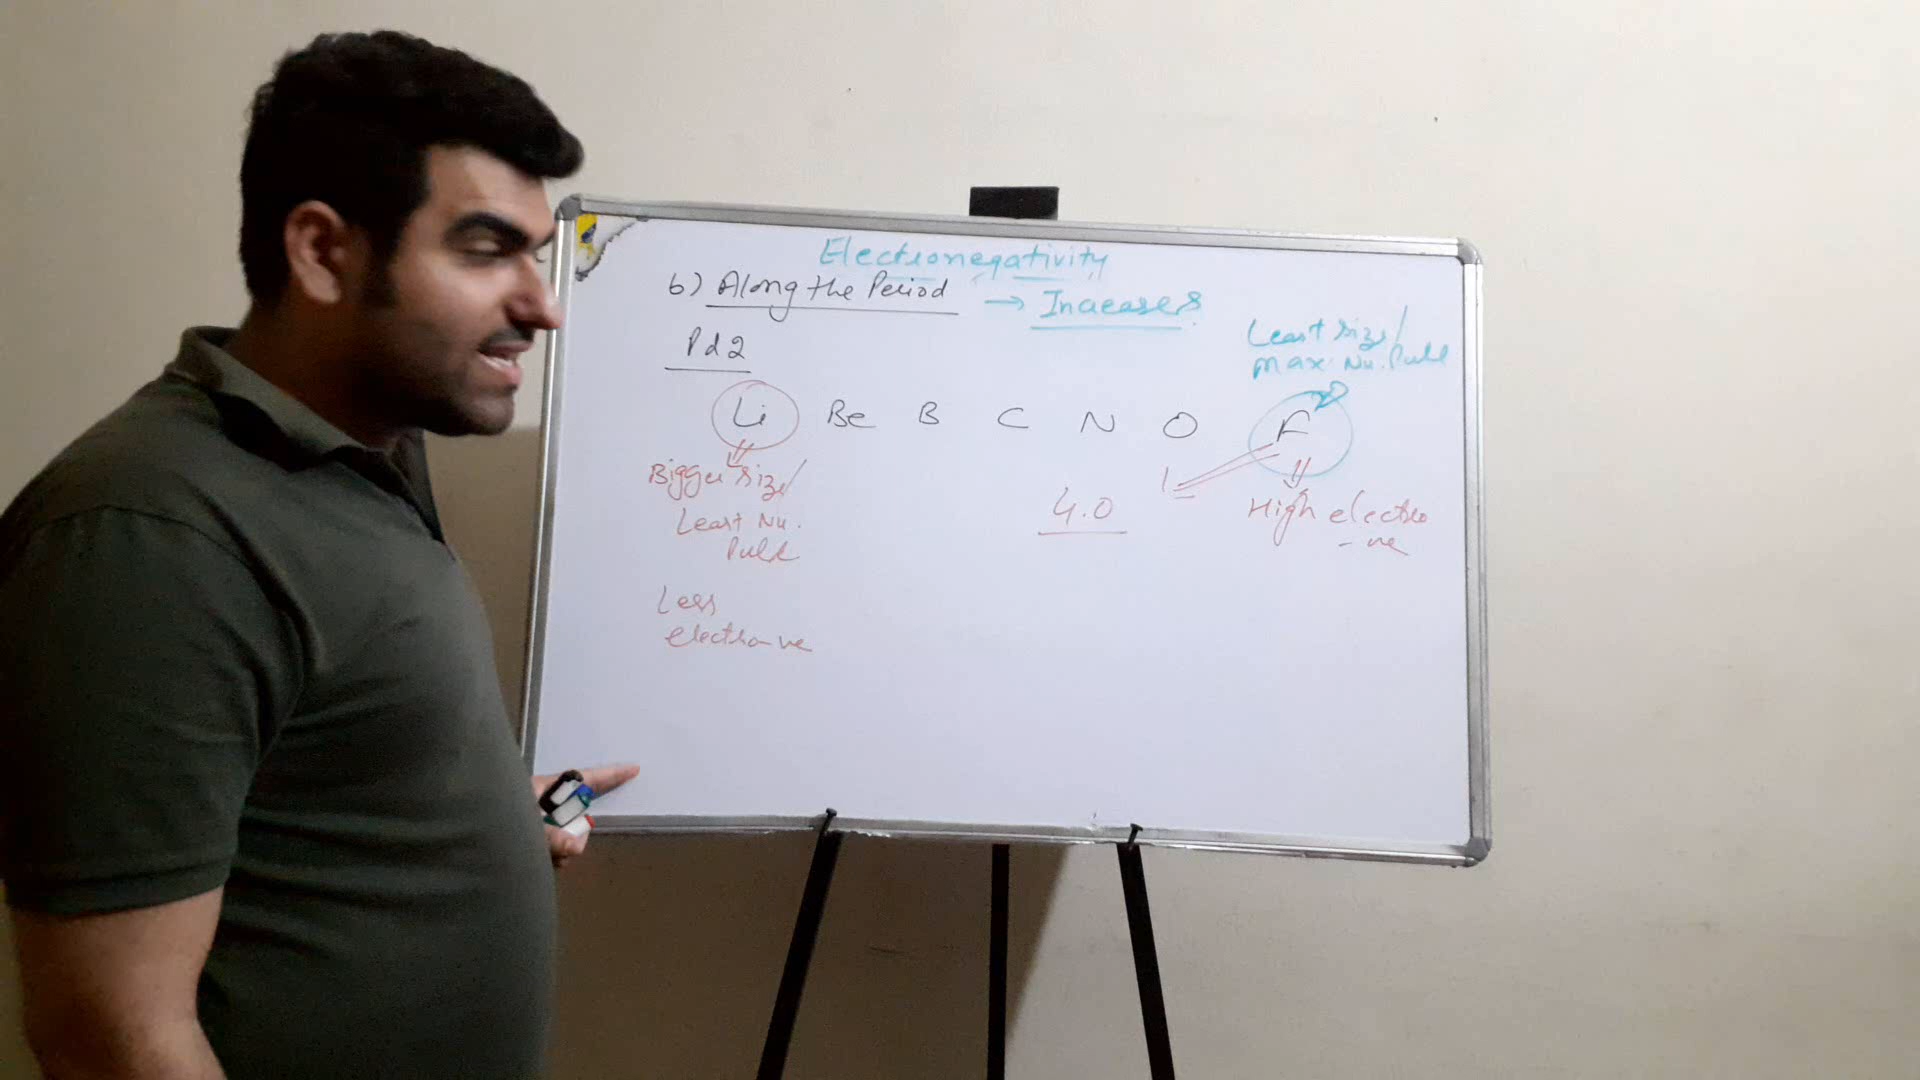 Electronegativity
b) Along the Period → Increases
Pd 2
Least size/
max. Nu. Pull
Li Be B C N O F
Bigger size/
Least Nu.
Pull
4.0
High electro
-ve
Less
electro-ve